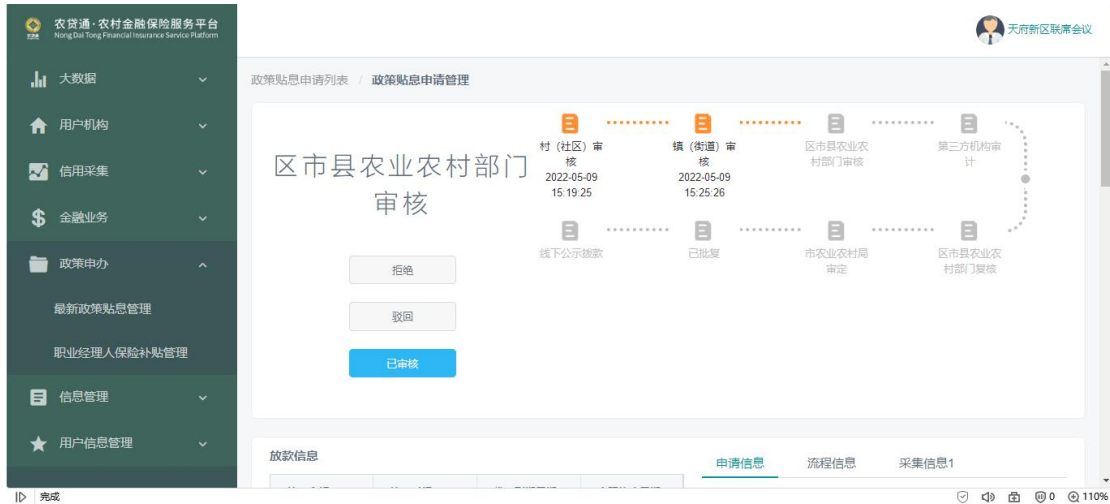 农贷通·农村金融保险服务平台
Nong Dai Tong Financial Insurance Service Platform
天府新区联席会议
大数据
用户机构
信用采集
金融业务
政策申办
最新政策贴息管理
职业经理人保险补贴管理
信息管理
用户信息管理
政策贴息申请列表 / 政策贴息申请管理
区市县农业农村部门
审核
拒绝
驳回
已审核
村（社区）审
核
2022-05-09
15:19:25
镇（街道）审
核
2022-05-09
15:25:26
区市县农业农
村部门审核
第三方机构审
计
线下公示拨款
已批复
市农业农村局
审定
区市县农业农
村部门复核
放款信息
申请信息
流程信息
采集信息1
完成
0
110%